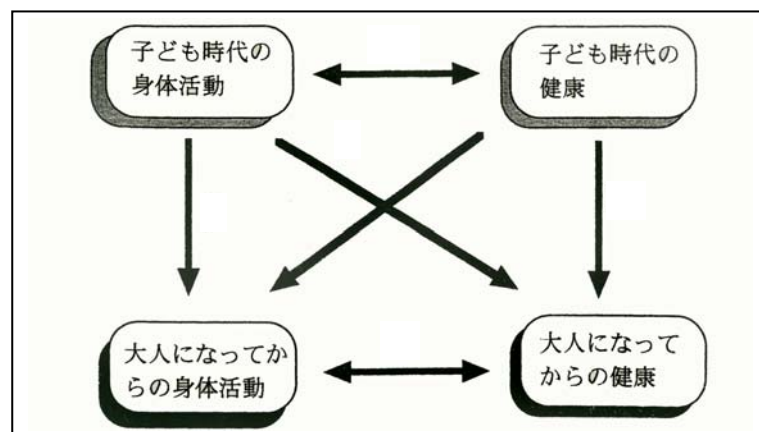 子ども時代の
身体活動
子ども時代の
健康
大人になってか
らの身体活動
大人になって
からの健康